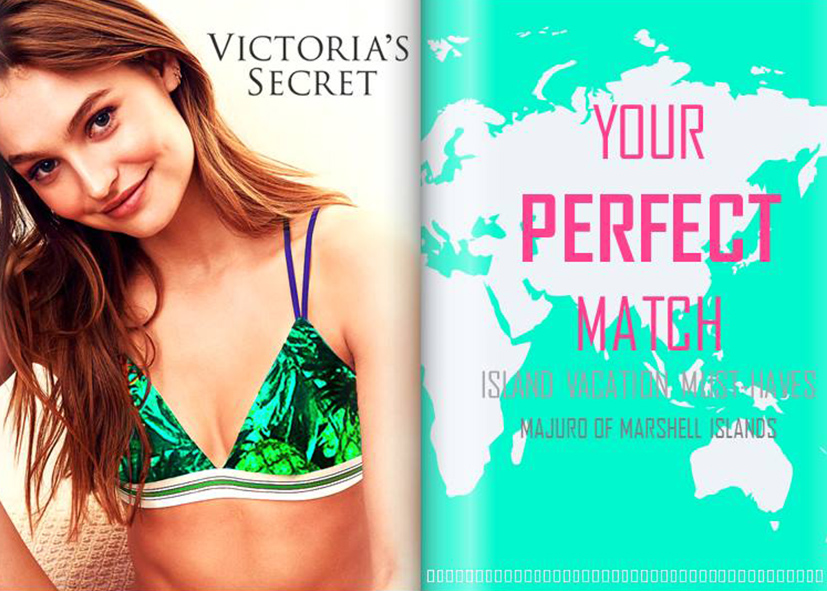 VICTORIA'S
SECRET
YOUR
PERFECT
MATCH
ISLAND VACATION MUST-HAVES
MAJURO OF MARSHELL ISLANDS